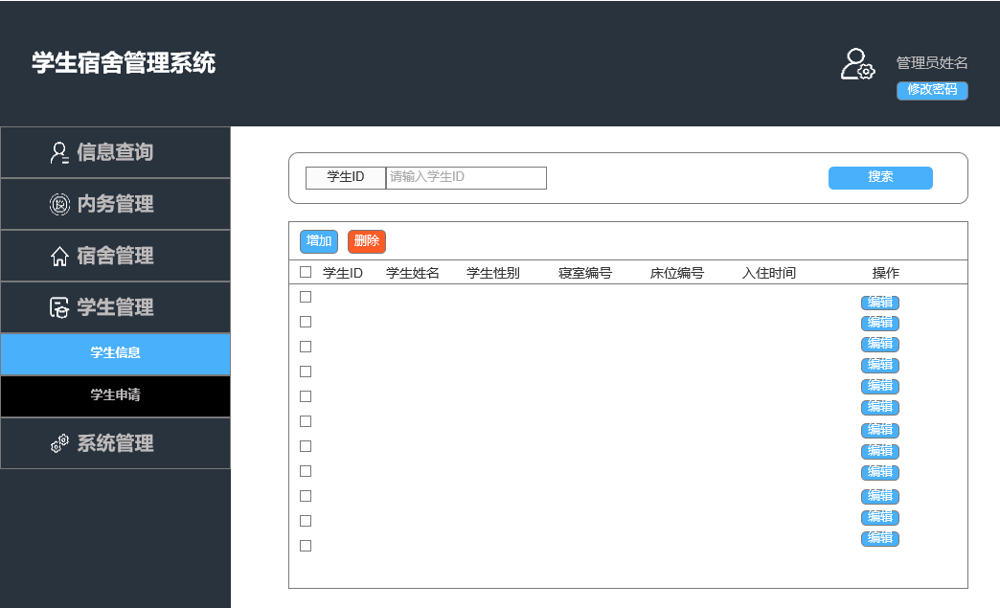 学生宿舍管理系统
管理员姓名
修改密码
信息查询
内务管理
宿舍管理
学生管理
学生信息
学生申请
系统管理
学生ID 请输入学生ID 搜索
增加 删除
学生ID 学生姓名 学生性别 寝室编号 床位编号 入住时间 操作
编辑
编辑
编辑
编辑
编辑
编辑
编辑
编辑
编辑
编辑
编辑
编辑